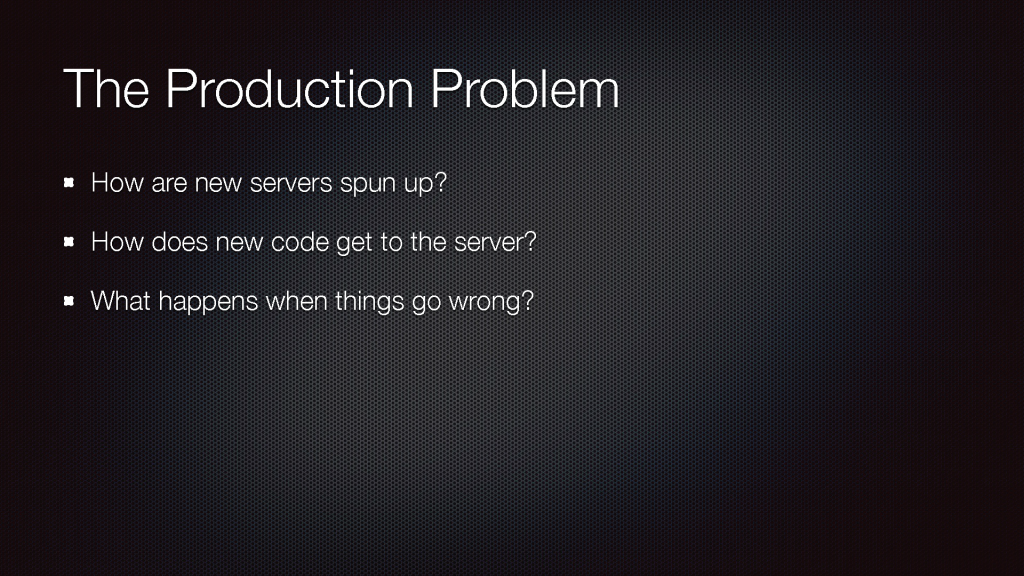 The Production Problem
How are new servers spun up?
How does new code get to the server?
What happens when things go wrong?